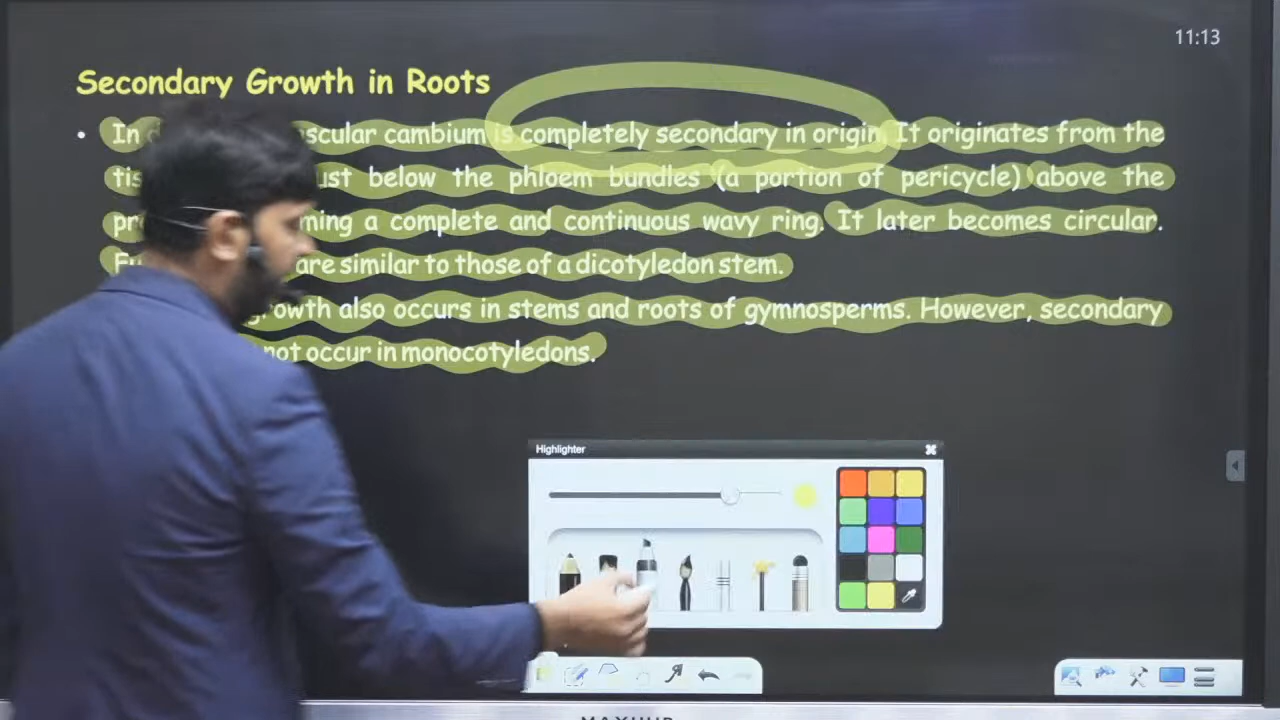 11:13
Secondary Growth in Roots
• In scular cambium is completely secondary in origin. It originates from the
tis ust below the phloem bundles (a portion of pericycle) above the
pr ming a complete and continuous wavy ring. It later becomes circular.
are similar to those of a dicotyledon stem.
growth also occurs in stems and roots of gymnosperms. However, secondary
not occur in monocotyledons.
Highlighter